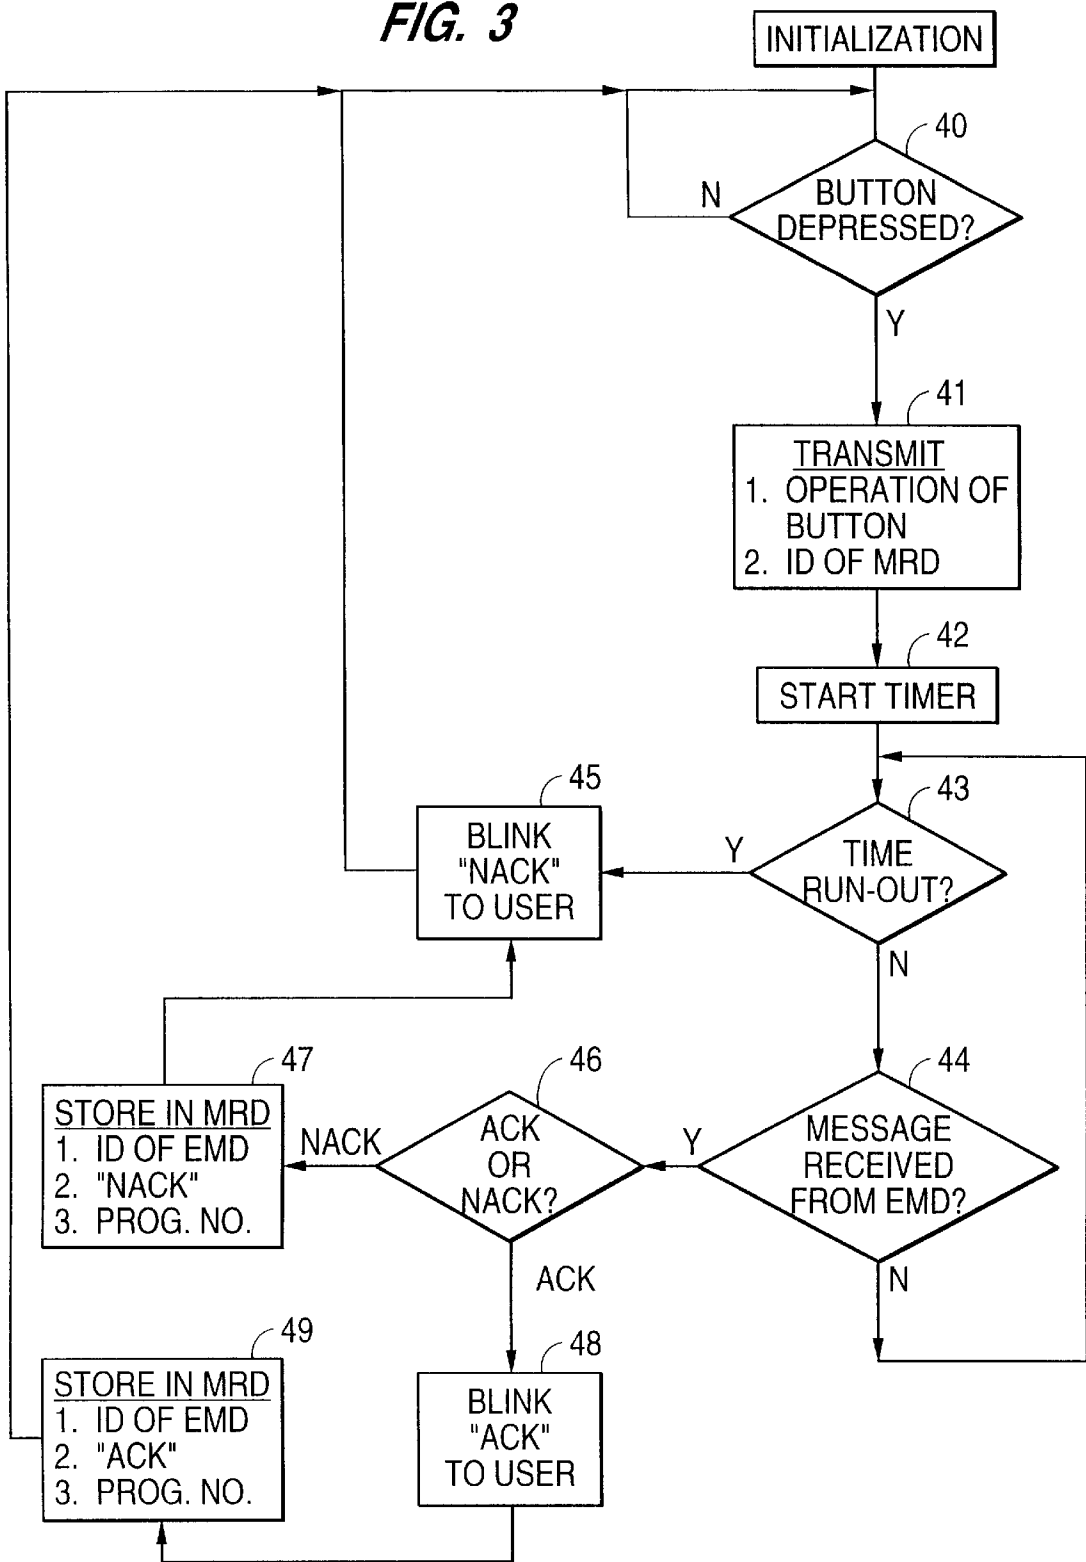 FIG. 3
INITIALIZATION
40
BUTTON
DEPRESSED?
N
Y
41
TRANSMIT
1. OPERATION OF
BUTTON
2. ID OF MRD
42
START TIMER
43
TIME
RUN-OUT?
Y
N
45
BLINK
"NACK"
TO USER
44
MESSAGE
RECEIVED
FROM EMD?
Y
N
46
ACK
OR
NACK?
NACK
ACK
47
STORE IN MRD
1. ID OF EMD
2. "NACK"
3. PROG. NO.
48
BLINK
"ACK"
TO USER
49
STORE IN MRD
1. ID OF EMD
2. "ACK"
3. PROG. NO.